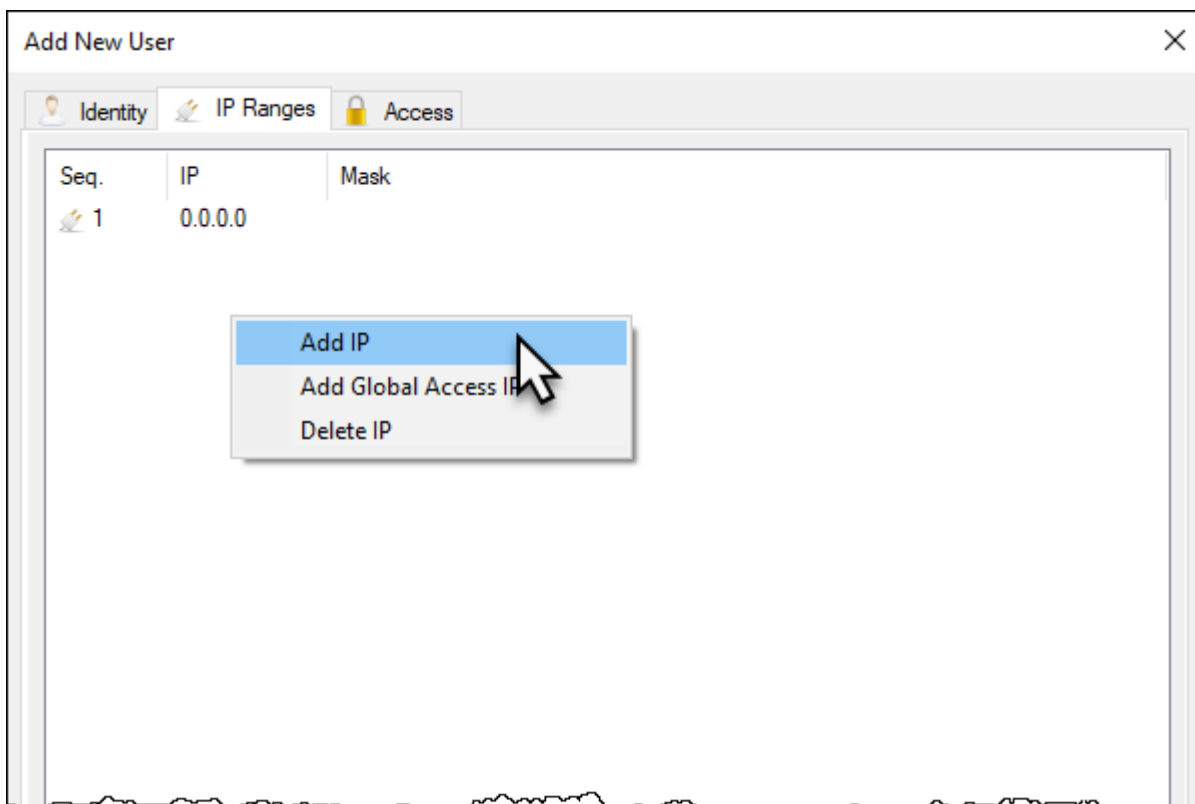 Add New User
Identity IP Ranges Access
Seq. IP Mask
1 0.0.0.0
Add IP
Add Global Access IP
Delete IP